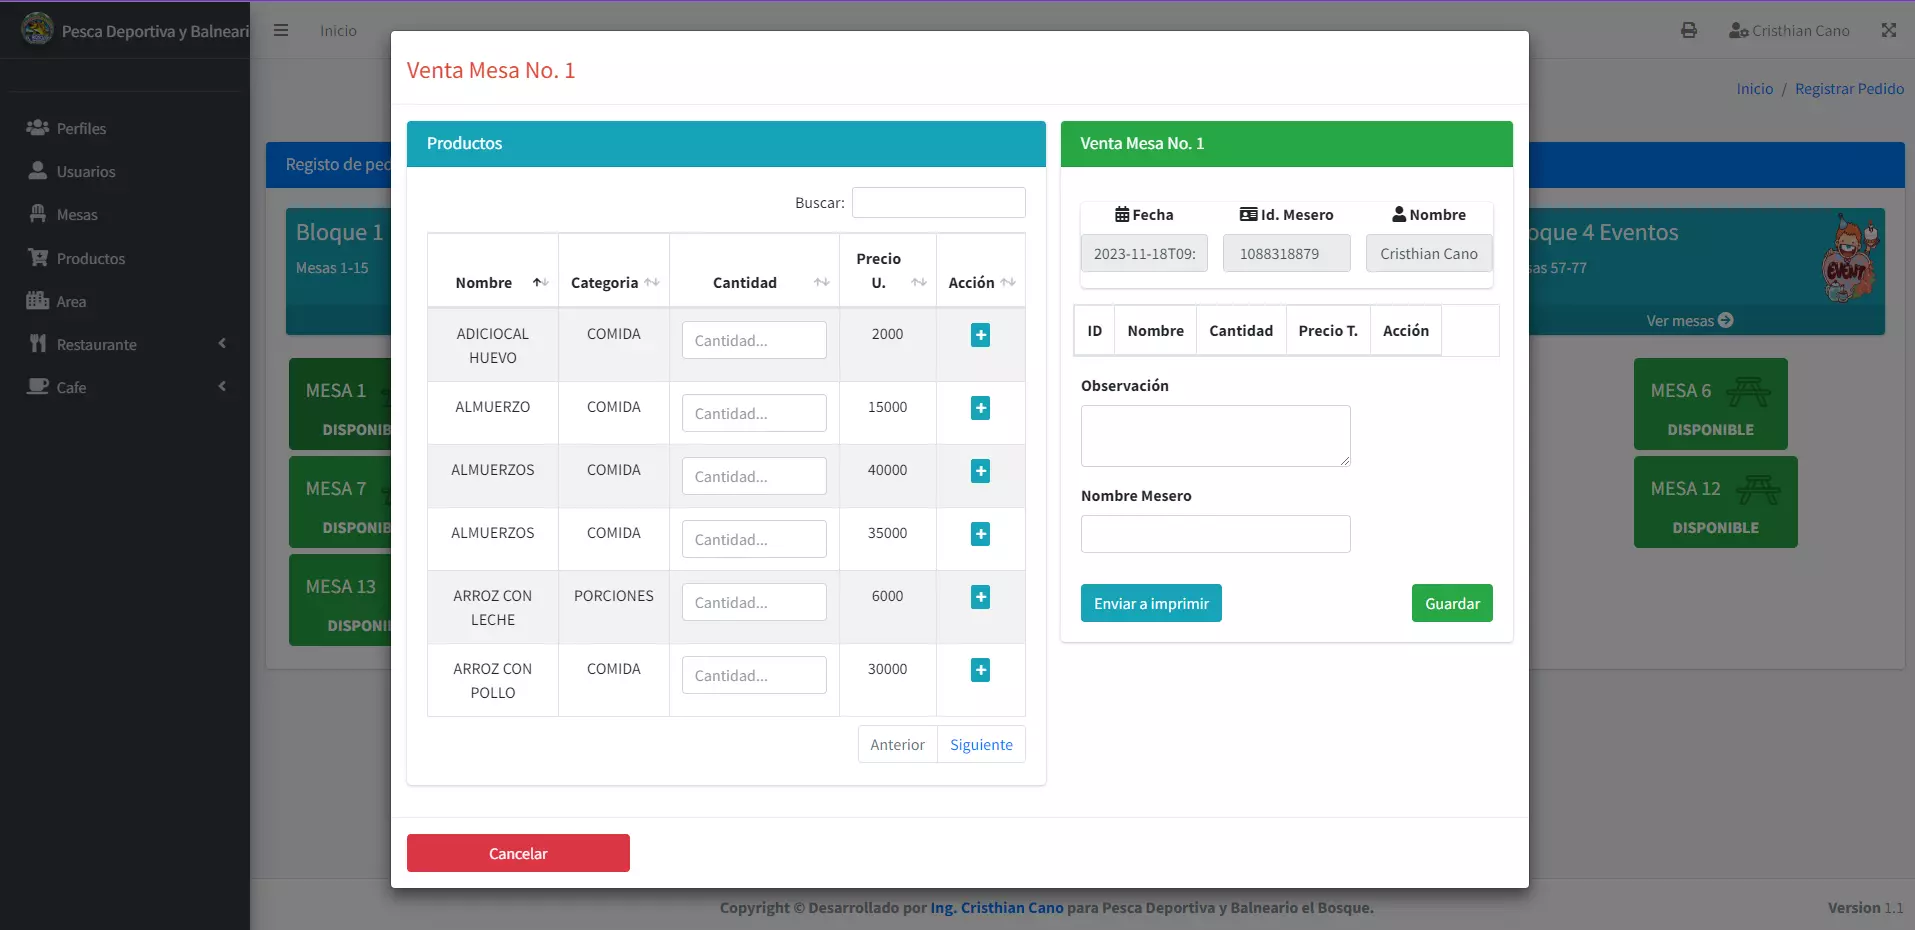 Pesca Deportiva y Balneari
Inicio
Cristhian Cano
Inicio / Registrar Pedido
Perfiles
Usuarios
Mesas
Productos
Area
Restaurante
Cafe
Registo de
Bloque 1
Mesas 1-15
MESA 1
MESA 7
MESA 13
4 Eventos
57-77
EVENT
Ver mesas
MESA 6
DISPONIBLE
MESA 12
DISPONIBLE
Venta Mesa No. 1
Productos
Buscar:
Nombre Categoria Cantidad Precio U. Acción
ADICIOCAL HUEVO COMIDA Cantidad... 2000 +
ALMUERZO COMIDA Cantidad... 15000 +
ALMUERZOS COMIDA Cantidad... 40000 +
ALMUERZOS COMIDA Cantidad... 35000 +
ARROZ CON LECHE PORCIONES Cantidad... 6000 +
ARROZ CON POLLO COMIDA Cantidad... 30000 +
Anterior Siguiente
Venta Mesa No. 1
Fecha Id. Mesero Nombre
2023-11-18T09: 1088318879 Cristhian Cano
ID Nombre Cantidad Precio T. Acción
Observación
Nombre Mesero
Enviar a imprimir Guardar
Cancelar
Copyright © Desarrollado por Ing. Cristhian Cano para Pesca Deportiva y Balneario el Bosque.
Version 1.1